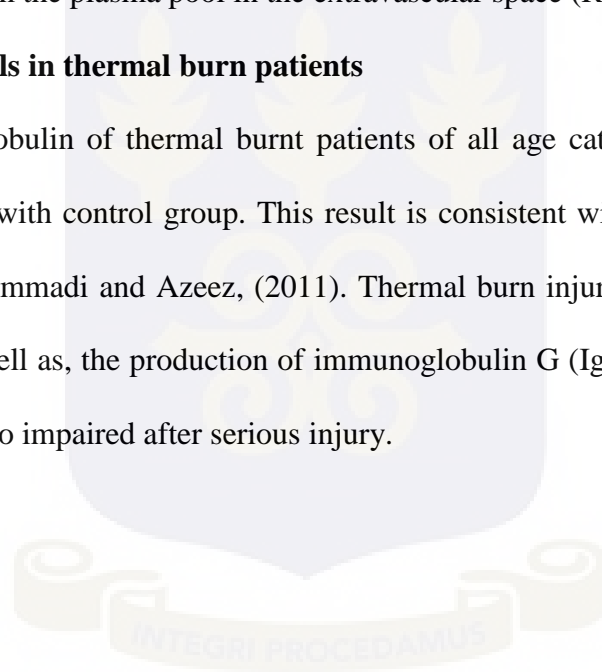 the plasma pool in the extravascular space
ls in thermal burn patients
obulin of thermal burnt patients of all age cat
with control group. This result is consistent wi
mmadi and Azeez, (2011). Thermal burn injur
ell as, the production of immunoglobulin G (Ig
o impaired after serious injury.
INTEGRI PROCEDAMUS